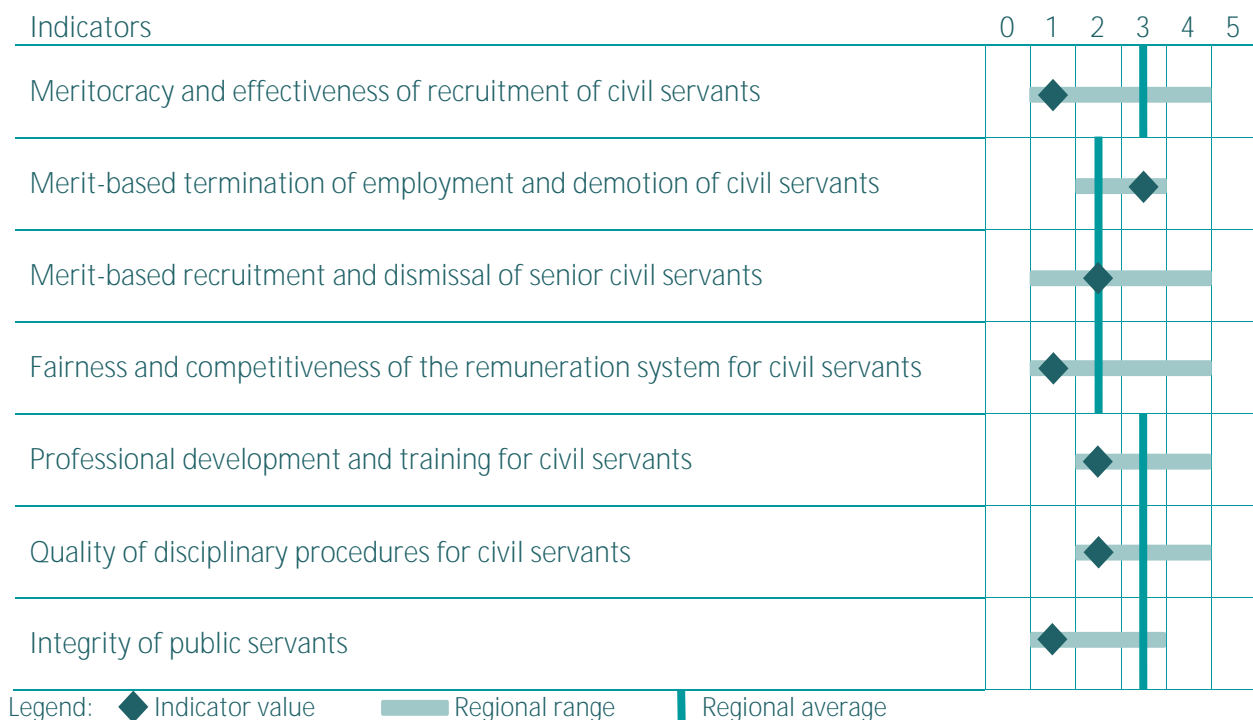 Indicators 0 1 2 3 4 5
Meritocracy and effectiveness of recruitment of civil servants
Merit-based termination of employment and demotion of civil servants
Merit-based recruitment and dismissal of senior civil servants
Fairness and competitiveness of the remuneration system for civil servants
Professional development and training for civil servants
Quality of disciplinary procedures for civil servants
Integrity of public servants
Legend: Indicator value Regional range Regional average